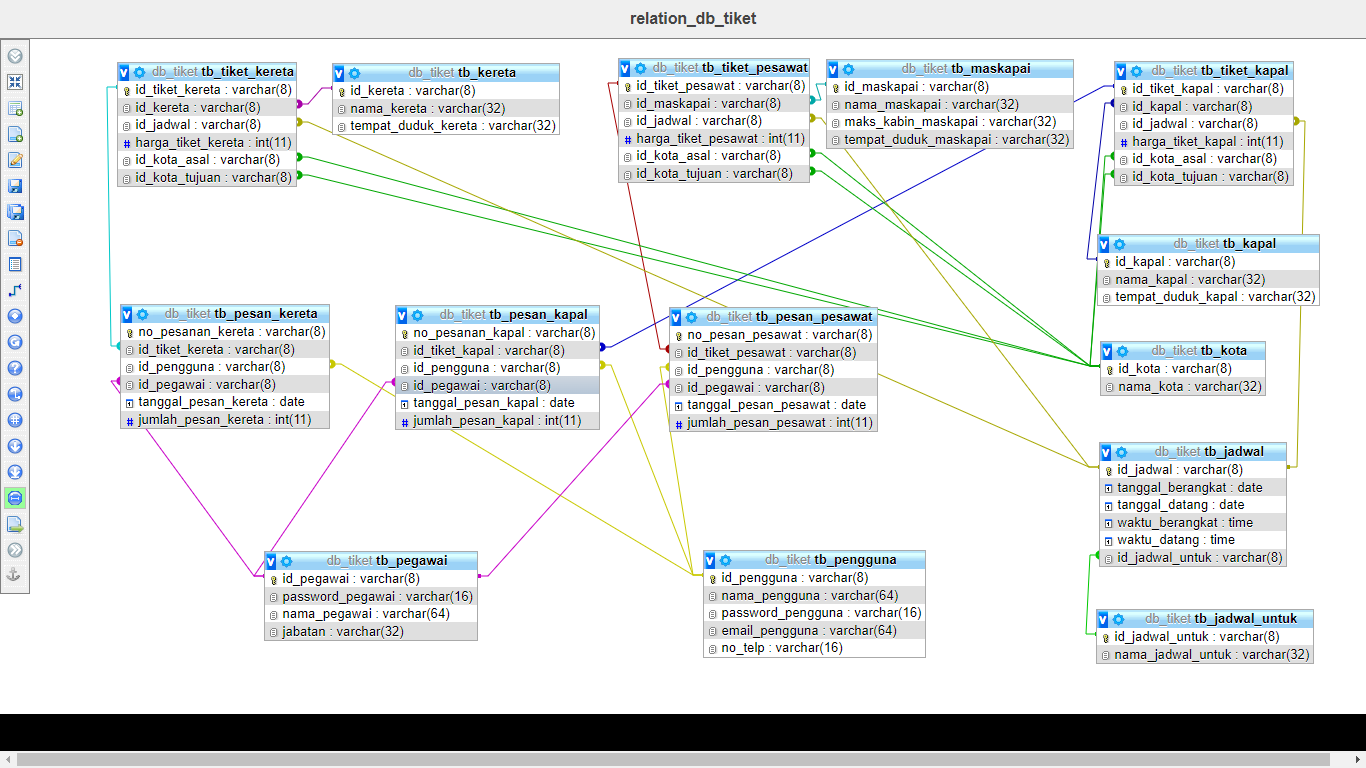 relation_db_tiket
db_tiket tb_tiket_kereta
id_tiket_kereta : varchar(8)
id_kereta : varchar(8)
id_jadwal : varchar(8)
harga_tiket_kereta : int(11)
id_kota_asal : varchar(8)
id_kota_tujuan : varchar(8)
db_tiket tb_kereta
id_kereta : varchar(8)
nama_kereta : varchar(32)
tempat_duduk_kereta : varchar(32)
db_tiket tb_tiket_pesawat
id_tiket_pesawat : varchar(8)
id_maskapai : varchar(8)
id_jadwal : varchar(8)
harga_tiket_pesawat : int(11)
id_kota_asal : varchar(8)
id_kota_tujuan : varchar(8)
db_tiket tb_maskapai
id_maskapai : varchar(8)
nama_maskapai : varchar(32)
maks_kabin_maskapai : varchar(32)
tempat_duduk_maskapai : varchar(32)
db_tiket tb_tiket_kapal
id_tiket_kapal : varchar(8)
id_kapal : varchar(8)
id_jadwal : varchar(8)
harga_tiket_kapal : int(11)
id_kota_asal : varchar(8)
id_kota_tujuan : varchar(8)
db_tiket tb_kapal
id_kapal : varchar(8)
nama_kapal : varchar(32)
tempat_duduk_kapal : varchar(32)
db_tiket tb_pesan_kereta
no_pesanan_kereta : varchar(8)
id_tiket_kereta : varchar(8)
id_pengguna : varchar(8)
id_pegawai : varchar(8)
tanggal_pesan_kereta : date
jumlah_pesan_kereta : int(11)
db_tiket tb_pesan_kapal
no_pesanan_kapal : varchar(8)
id_tiket_kapal : varchar(8)
id_pengguna : varchar(8)
id_pegawai : varchar(8)
tanggal_pesan_kapal : date
jumlah_pesan_kapal : int(11)
db_tiket tb_pesan_pesawat
no_pesanan_pesawat : varchar(8)
id_tiket_pesawat : varchar(8)
id_pengguna : varchar(8)
id_pegawai : varchar(8)
tanggal_pesan_pesawat : date
jumlah_pesan_pesawat : int(11)
db_tiket tb_kota
id_kota : varchar(8)
nama_kota : varchar(32)
db_tiket tb_jadwal
id_jadwal : varchar(8)
tanggal_berangkat : date
tanggal_datang : date
waktu_berangkat : time
waktu_datang : time
id_jadwal_untuk : varchar(8)
db_tiket tb_pegawai
id_pegawai : varchar(8)
password_pegawai : varchar(16)
nama_pegawai : varchar(64)
jabatan : varchar(32)
db_tiket tb_pengguna
id_pengguna : varchar(8)
nama_pengguna : varchar(64)
password_pengguna : varchar(16)
email_pengguna : varchar(64)
no_telp : varchar(16)
db_tiket tb_jadwal_untuk
id_jadwal_untuk : varchar(8)
nama_jadwal_untuk : varchar(32)